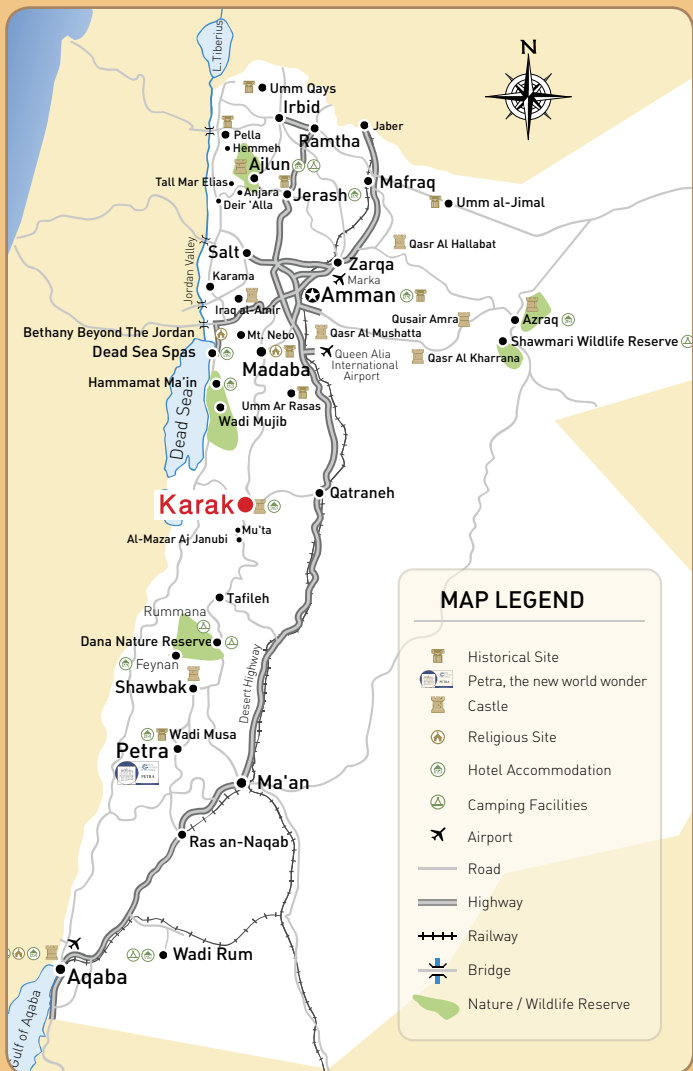 L.Tiberius
N
Umm Qays
Irbid
Jaber
Pella
Ramtha
Hemmeh
Ajlun
Tall Mar Elias
Anjara
Jerash
Mafraq
Deir 'Alla
Umm al-Jimal
Jordan Valley
Salt
Qasr Al Hallabat
Zarqa
Karama
Marka
Amman
Iraq al-Amir
Qusair Amra
Azraq
Bethany Beyond The Jordan
Mt. Nebo
Qasr Al Mushatta
Shawmari Wildlife Reserve
Dead Sea Spas
Madaba
Queen Alia
International
Airport
Qasr Al Kharrana
Hammamat Ma'in
Umm Ar Rasas
Dead Sea
Wadi Mujib
Karak
Qatraneh
Mu'ta
Al-Mazar Aj Janubi
Tafileh
Rummana
Dana Nature Reserve
Feynan
Shawbak
Desert Highway
Wadi Musa
Petra
PETRA
Ma'an
Ras an-Naqab
Wadi Rum
Aqaba
Gulf of Aqaba
MAP LEGEND
Historical Site
PETRA
Petra, the new world wonder
Castle
Religious Site
Hotel Accommodation
Camping Facilities
Airport
Road
Highway
Railway
Bridge
Nature / Wildlife Reserve